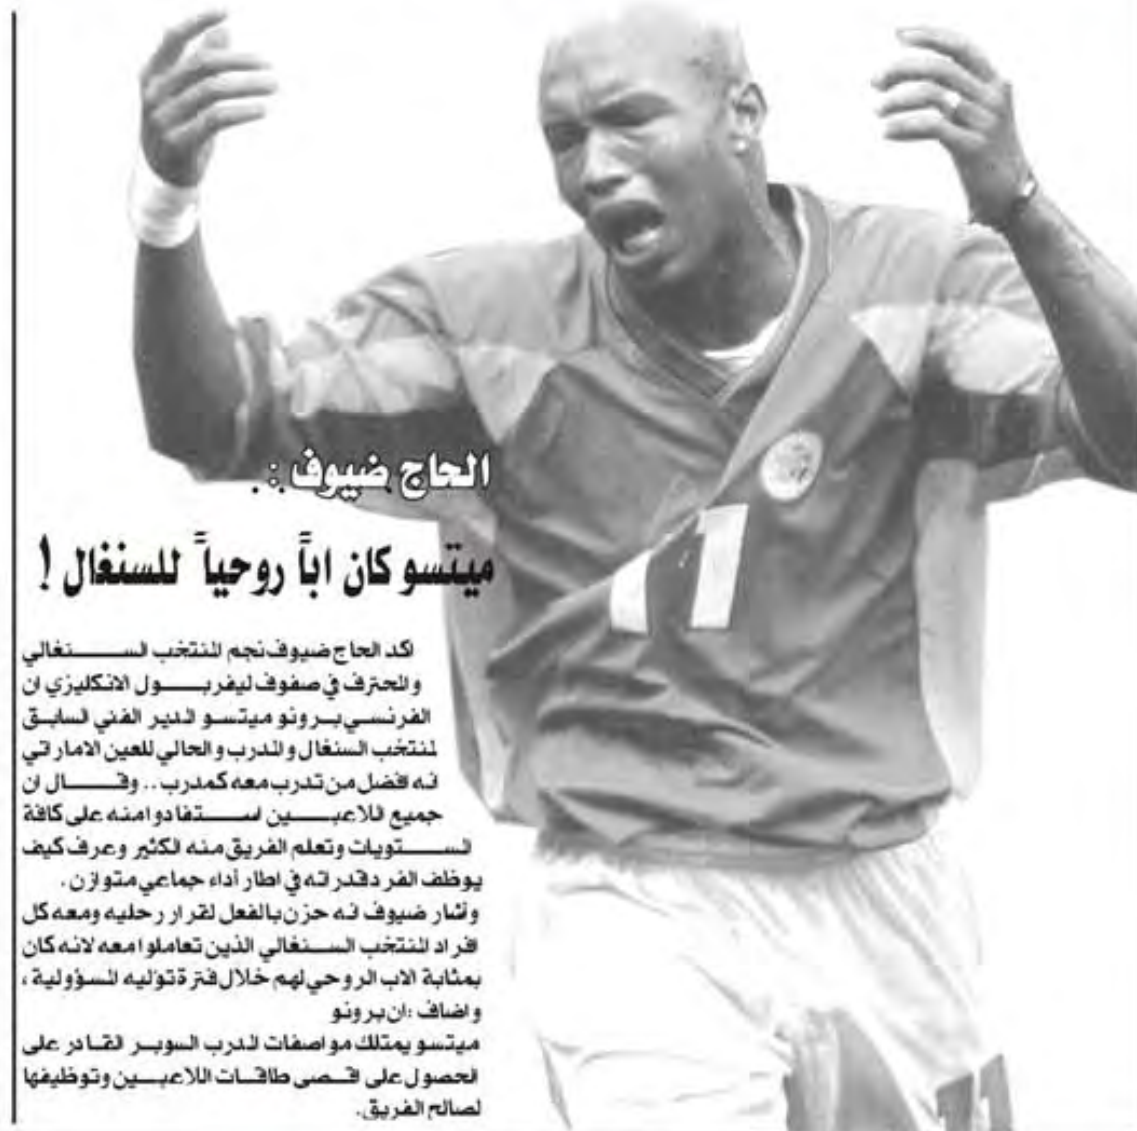 الحاج ضيوف :
ميتسو كان اباً روحياً للسنغال !
اكد الحاج ضيوف نجم المنتخب السنغالي
والمحترف في صفوف ليفربول الانكليزي ان
الفرنسي برونو ميتسو المدير الفني السابق
لمنتخب السنغال والمدرب والحالي للعين الاماراتي
انه افضل من تدرب معه كمدرب .. وقال ان
جميع اللاعبين استفادوا منه على كافة
المستويات وتعلم الفريق منه الكثير وعرف كيف
يوظف الفرد قدراته في اطار أداء جماعي متوازن .
وأشار ضيوف انه حزن بالفعل لقرار رحليه ومعه كل
افراد المنتخب السنغالي الذين تعاملوا معه لانه كان
بمثابة الاب الروحي لهم خلال فترة توليه المسؤولية ،
واضاف : ان برونو
ميتسو يمتلك مواصفات المدرب السوبر القادر على
الحصول على اقصى طاقات اللاعبين وتوظيفها
لصالح الفريق .
11
11